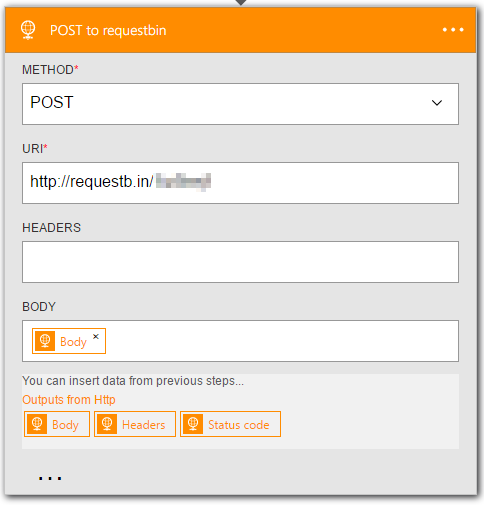 POST to requestbin
METHOD*
POST
URI*
http://requestb.in/
HEADERS
BODY
Body ×
You can insert data from previous steps...
Outputs from Http
Body Headers Status code
...